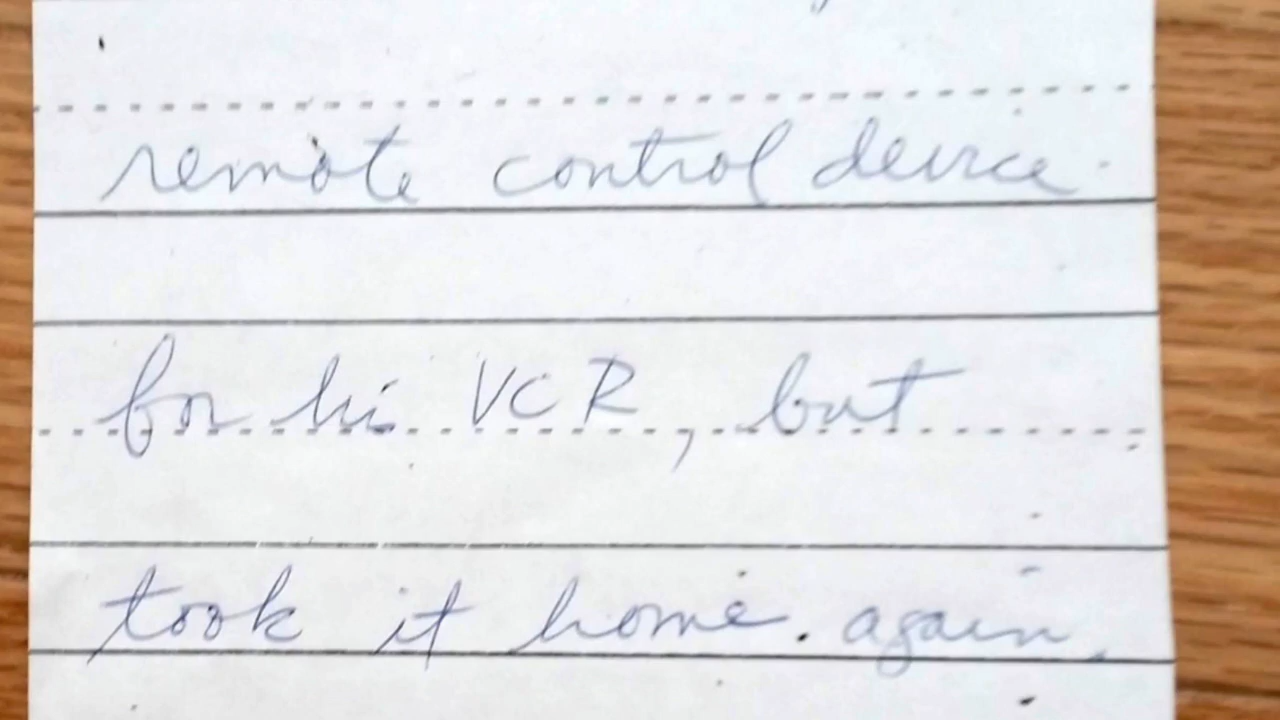 remote control device
for his VCR, but
took it home. again.